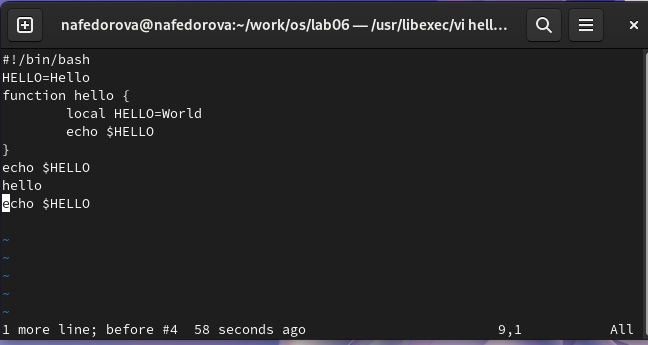 nafedorova@nafedorova:~/work/os/lab06 — /usr/libexec/vi hell…
#!/bin/bash
HELLO=Hello
function hello {
        local HELLO=World
        echo $HELLO
}
echo $HELLO
hello
echo $HELLO
~
~
~
~
~
1 more line; before #4  58 seconds ago                        9,1           All